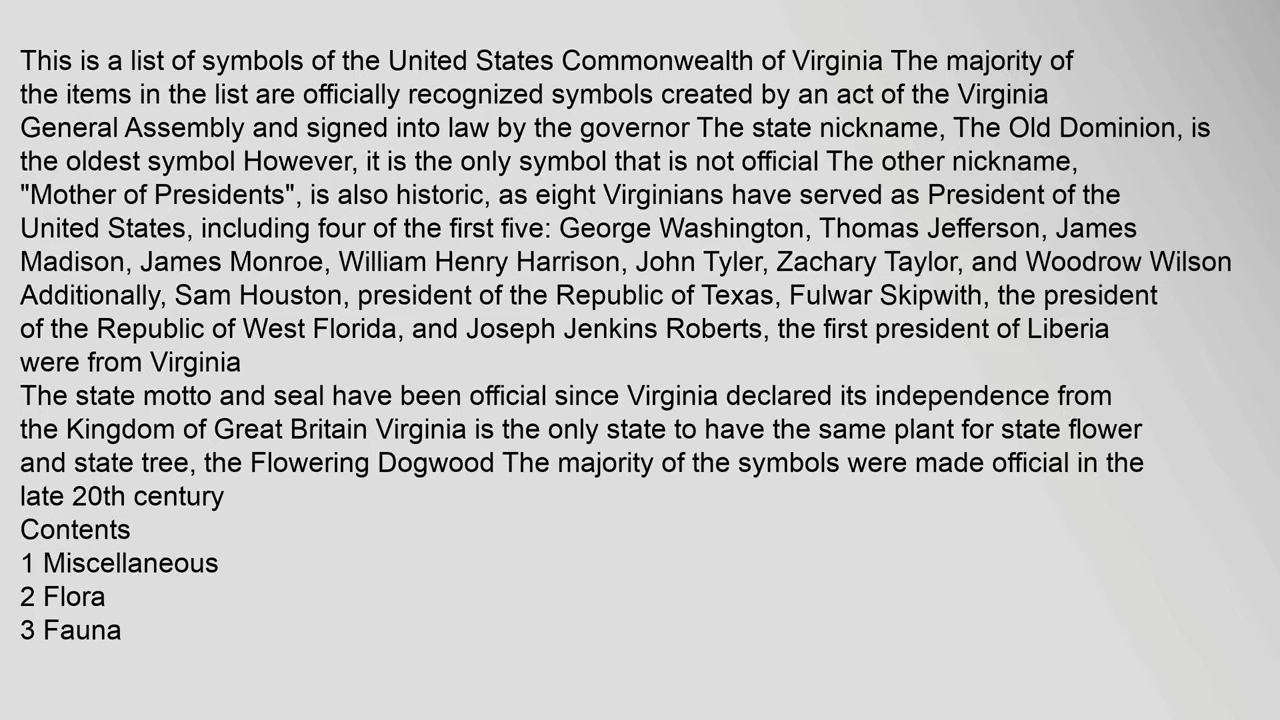 This is a list of symbols of the United States Commonwealth of Virginia The majority of
the items in the list are officially recognized symbols created by an act of the Virginia
General Assembly and signed into law by the governor The state nickname, The Old Dominion, is
the oldest symbol However, it is the only symbol that is not official The other nickname,
"Mother of Presidents", is also historic, as eight Virginians have served as President of the
United States, including four of the first five: George Washington, Thomas Jefferson, James
Madison, James Monroe, William Henry Harrison, John Tyler, Zachary Taylor, and Woodrow Wilson
Additionally, Sam Houston, president of the Republic of Texas, Fulwar Skipwith, the president
of the Republic of West Florida, and Joseph Jenkins Roberts, the first president of Liberia
were from Virginia
The state motto and seal have been official since Virginia declared its independence from
the Kingdom of Great Britain Virginia is the only state to have the same plant for state flower
and state tree, the Flowering Dogwood The majority of the symbols were made official in the
late 20th century
Contents
1 Miscellaneous
2 Flora
3 Fauna